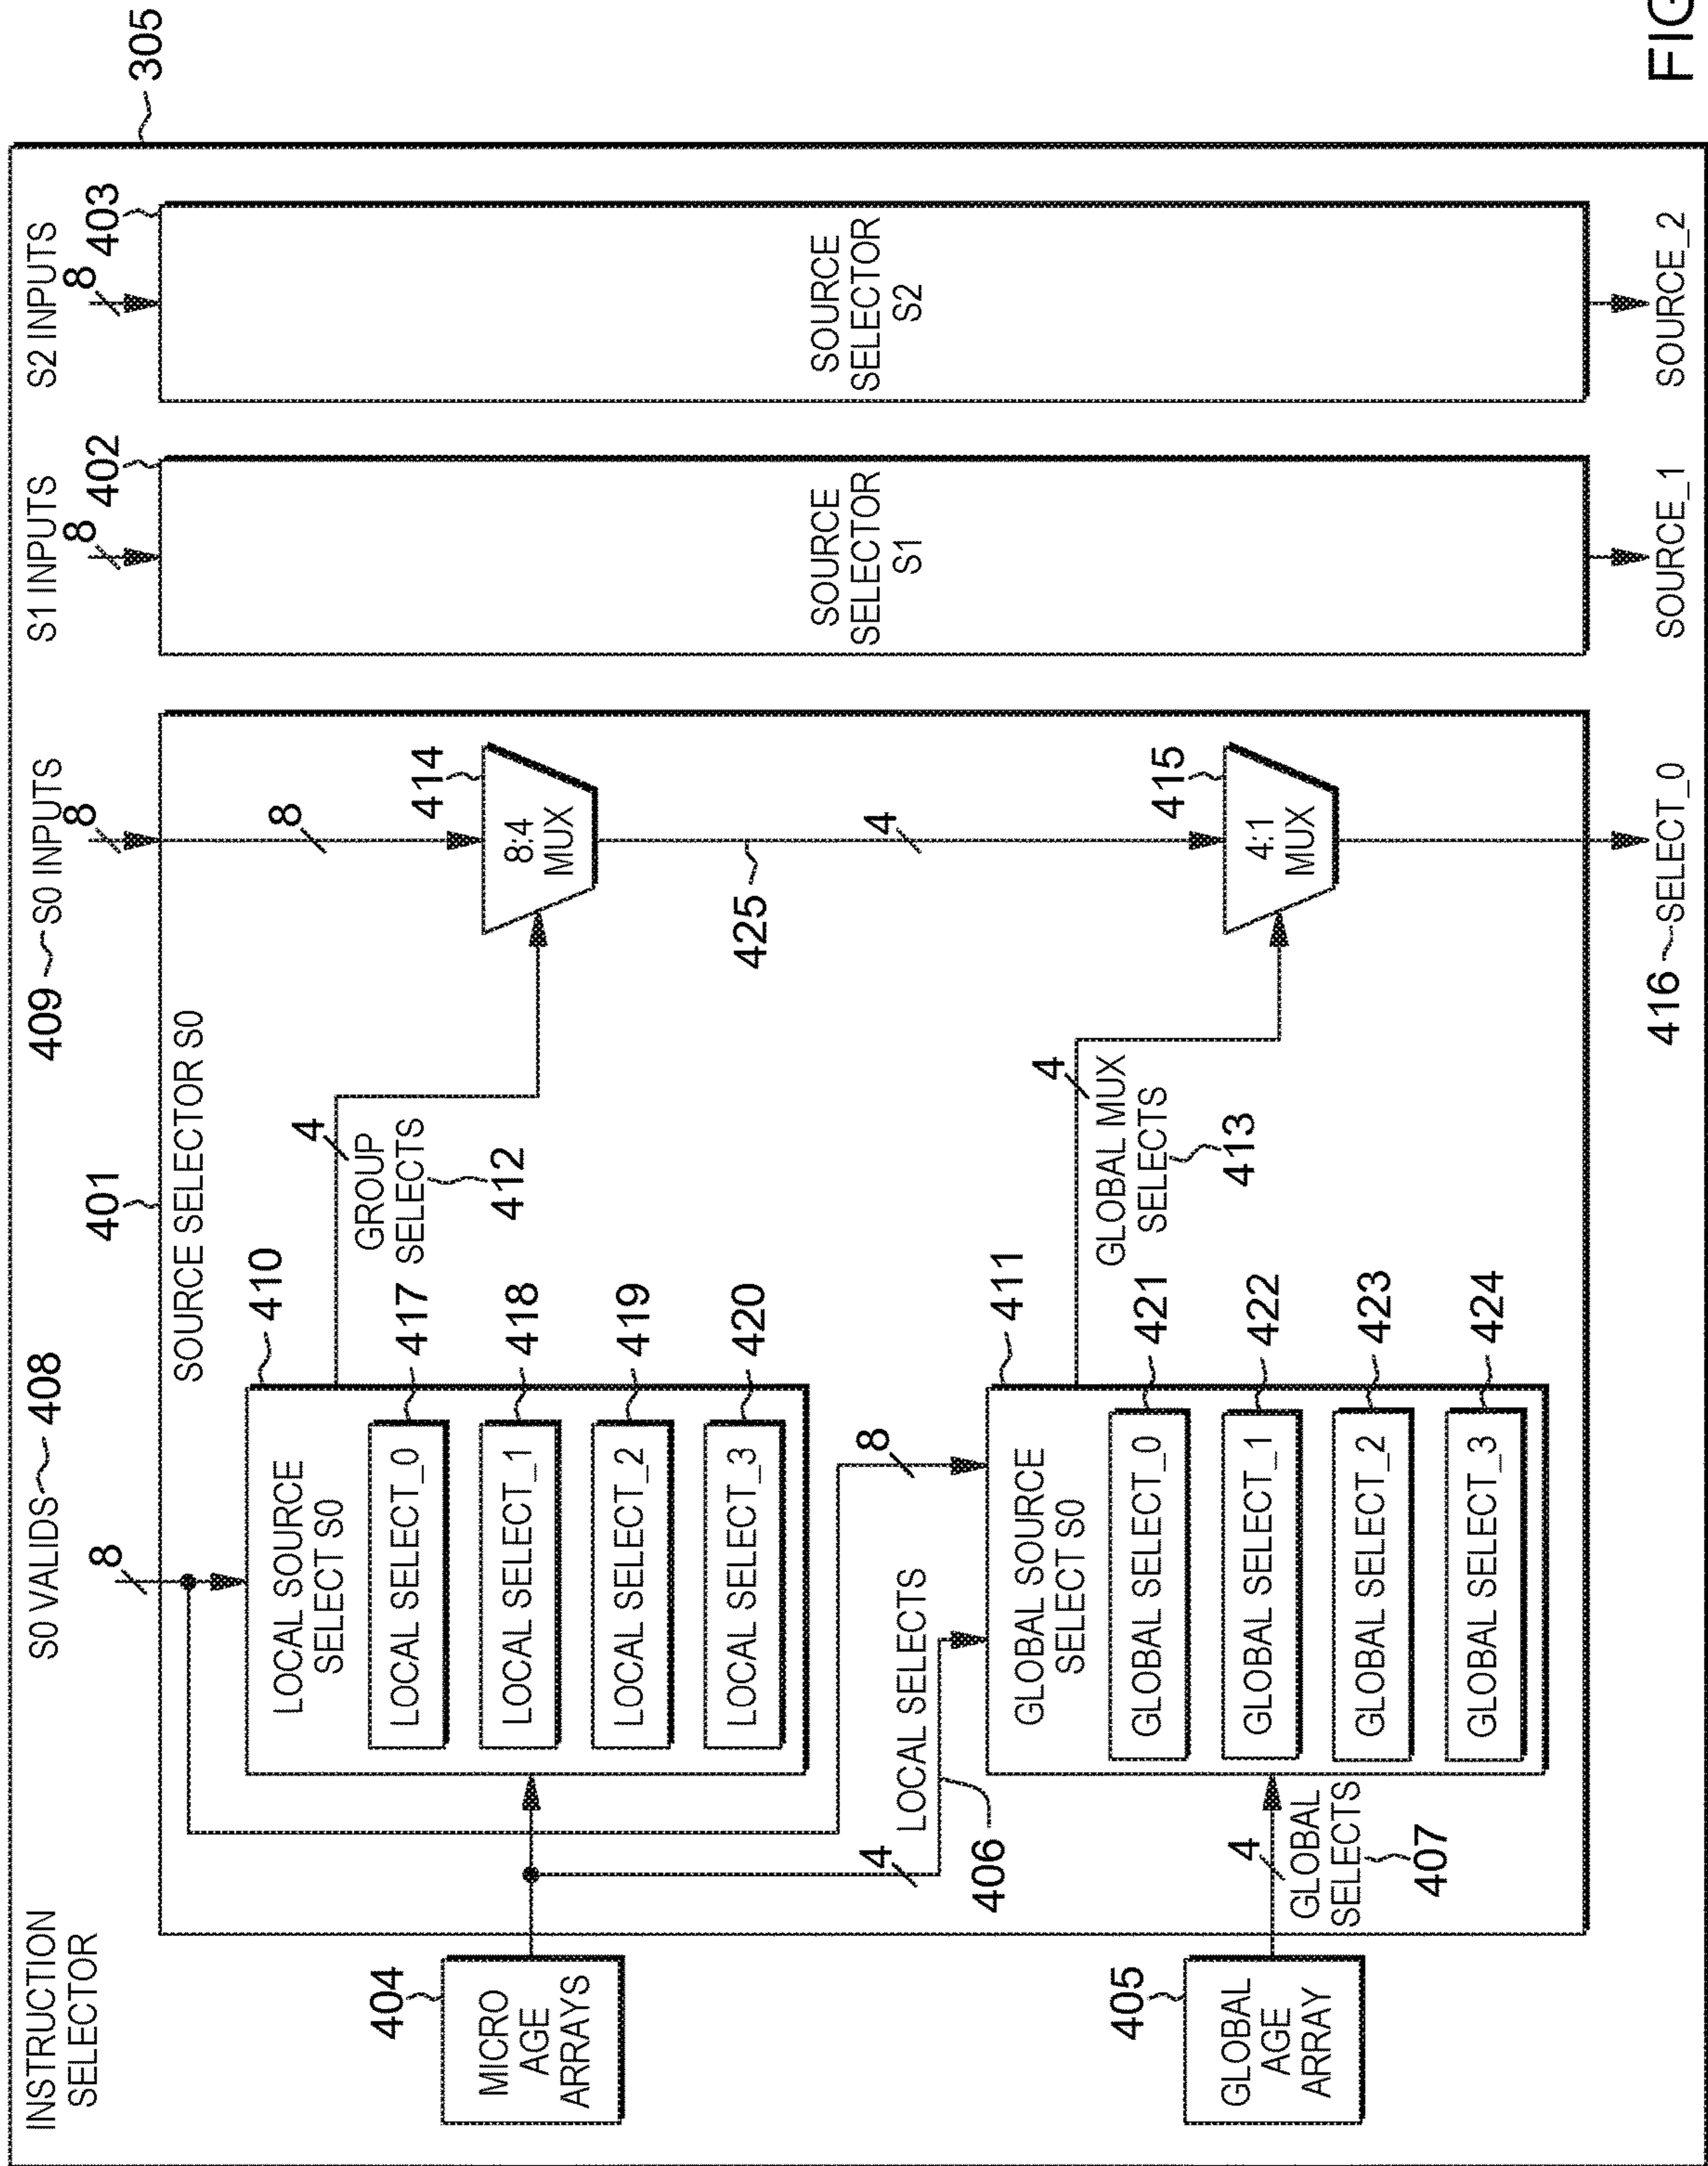 INSTRUCTION
SELECTOR
305
S0 VALIDS
408
409
S0 INPUTS
8
S1 INPUTS
8
S2 INPUTS
8
8
401
402
403
SOURCE SELECTOR S0
404
MICRO
AGE
ARRAYS
410
LOCAL SOURCE
SELECT S0
LOCAL SELECT_0
417
LOCAL SELECT_1
418
LOCAL SELECT_2
419
LOCAL SELECT_3
420
4
GROUP
SELECTS
412
8
414
8:4
MUX
425
4
SOURCE
SELECTOR
S1
SOURCE
SELECTOR
S2
4
LOCAL SELECTS
406
8
405
GLOBAL
AGE
ARRAY
4
GLOBAL
SELECTS
407
411
GLOBAL SOURCE
SELECT S0
GLOBAL SELECT_0
421
GLOBAL SELECT_1
422
GLOBAL SELECT_2
423
GLOBAL SELECT_3
424
4
GLOBAL MUX
SELECTS
413
415
4:1
MUX
416
SELECT_0
SOURCE_1
SOURCE_2
FIG